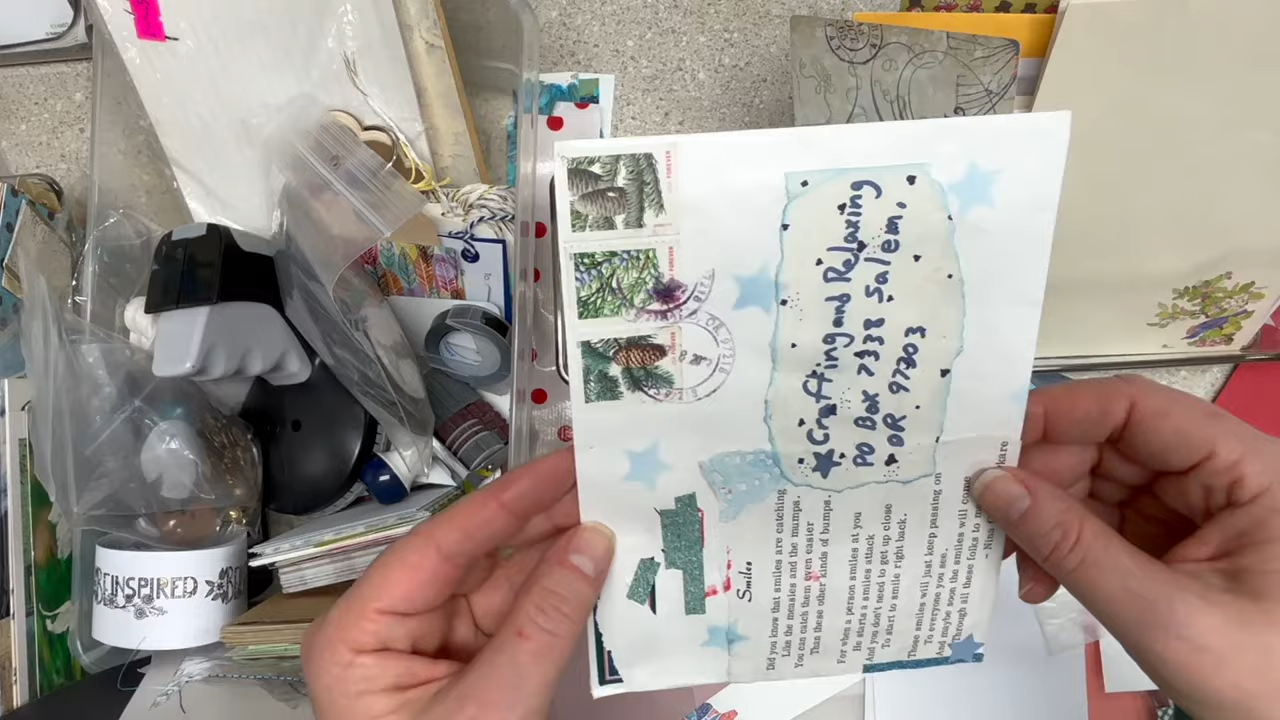 FOREVER
FOREVER
FOREVER
Crafting and Relaxing
PO Box 7338 Salem,
OR 97303
Smiles
Did you know that smiles are catching
Like the measles and the mumps.
You can catch them even easier
Than these other kinds of bumps.
For when a person smiles at you
He starts a smiles attack
And you don't need to get up close
To start to smile right back.
These smiles will just keep passing on
To everyone you see.
And maybe soon the smiles will come
Through all these folks to me
- Nina
BEINSPIRED